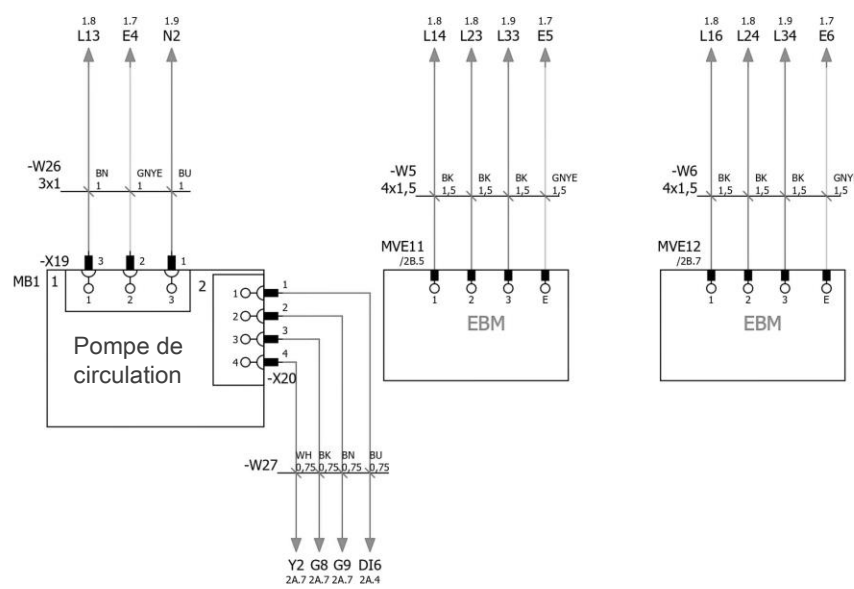 1.8 1.7 1.9
L13 E4 N2
1.8 1.8 1.9 1.7
L14 L23 L33 E5
1.8 1.8 1.9 1.7
L16 L24 L34 E6
-W26
3x1
BN GNYE BU
1 1 1
-W5
4x1,5
BK BK BK GNYE
1,5 1,5 1,5 1,5
-W6
4x1,5
BK BK BK GNY
1,5 1,5 1,5 1,5
-X19 3 2 1
MB1 1
1 2 3
2
1 1
2 2
3 3
4 4
-X20
Pompe de
circulation
MVE11
/2B.5
1 2 3 E
EBM
MVE12
/2B.7
1 2 3 E
EBM
-W27
WH BK BN BU
0,75 0,75 0,75 0,75
Y2 G8 G9 DI6
2A.7 2A.7 2A.7 2A.4